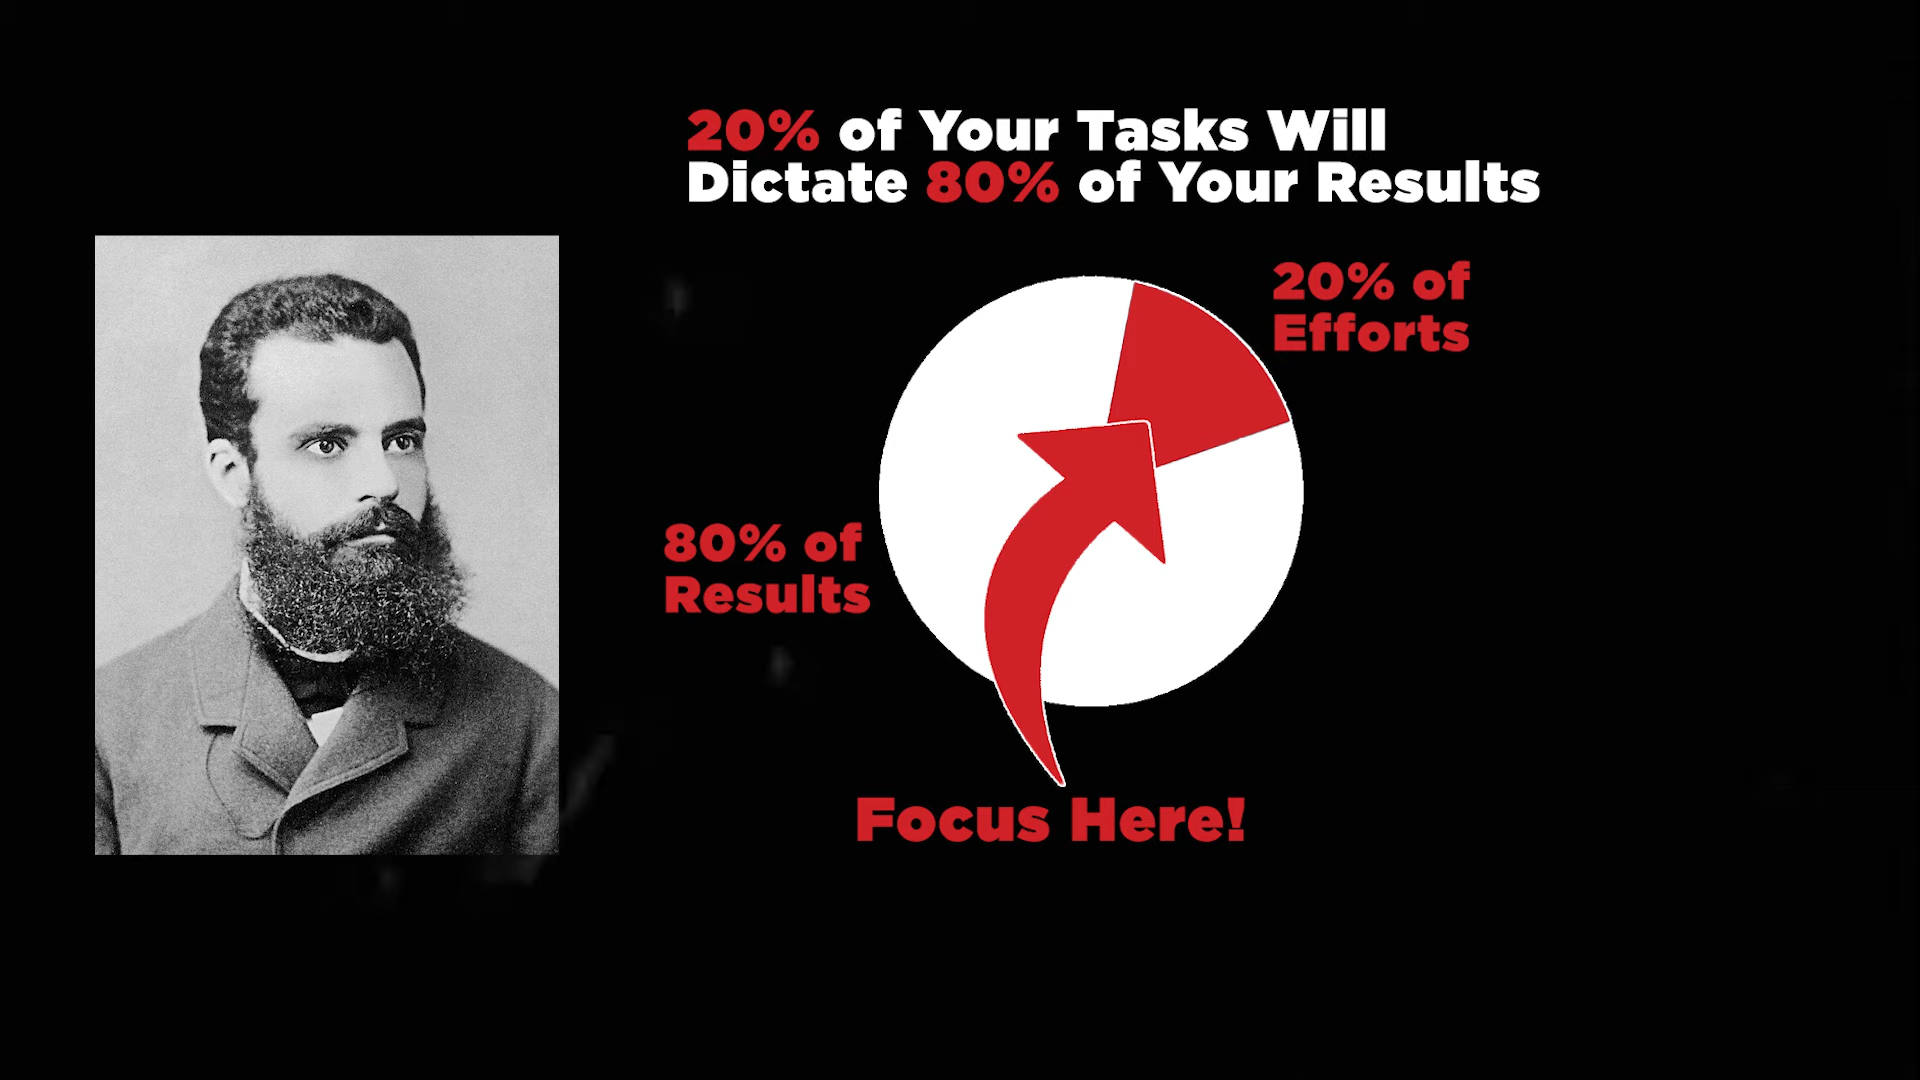 20% of Your Tasks Will
Dictate 80% of Your Results
20% of
Efforts
80% of
Results
Focus Here!